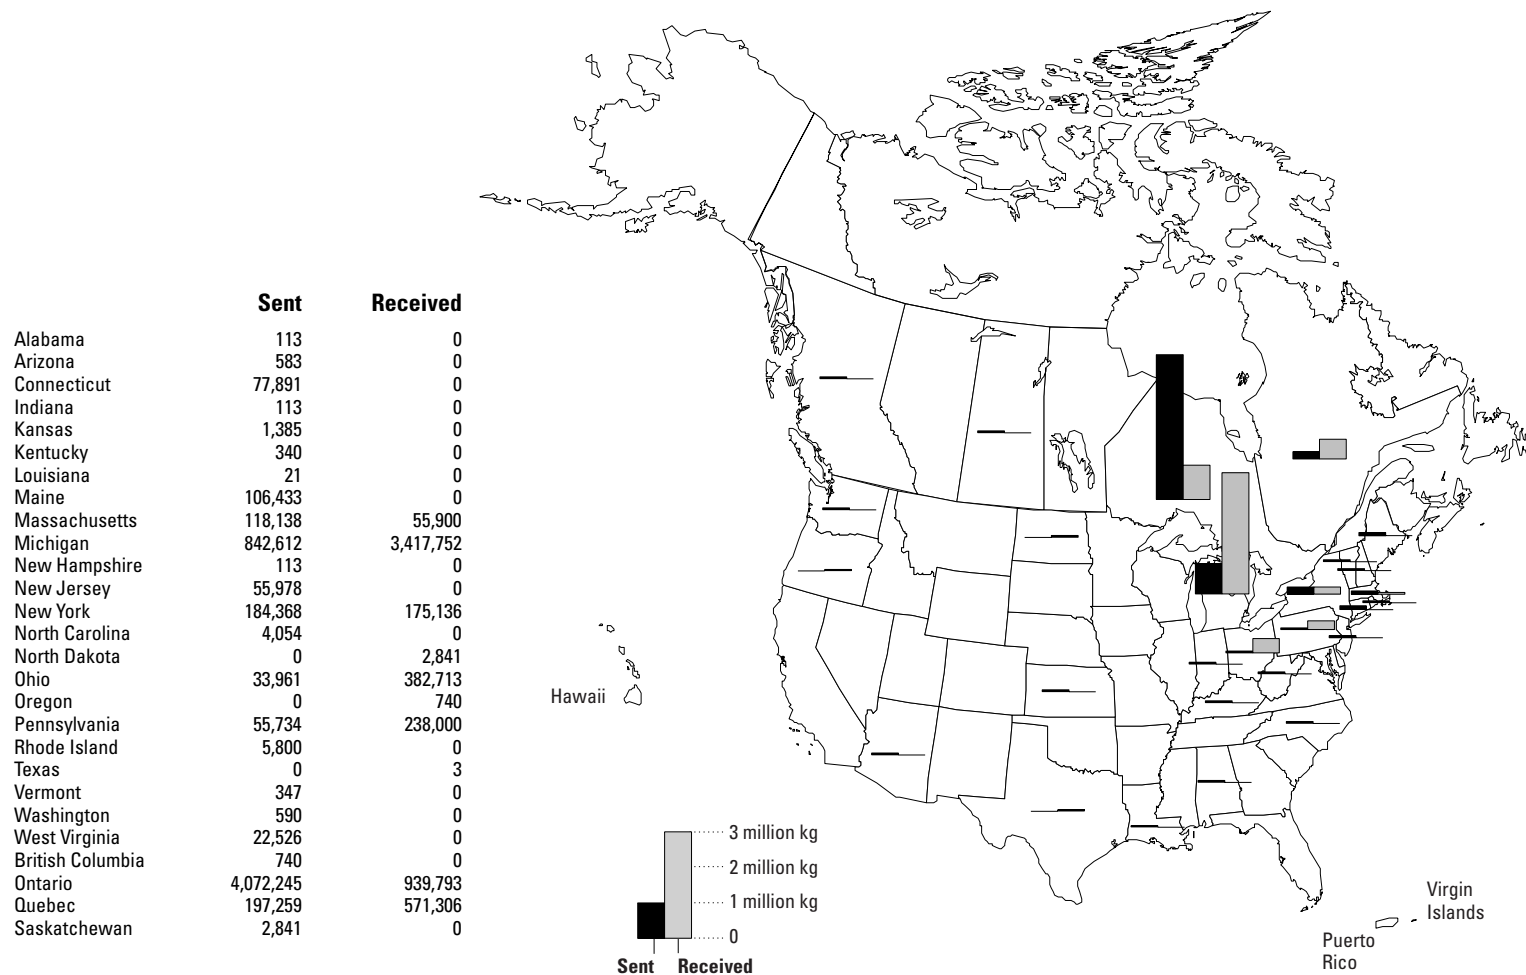 Sent Received
Alabama 113 0
Arizona 583 0
Connecticut 77,891 0
Indiana 113 0
Kansas 1,385 0
Kentucky 340 0
Louisiana 21 0
Maine 106,433 0
Massachusetts 118,138 55,900
Michigan 842,612 3,417,752
New Hampshire 113 0
New Jersey 55,978 0
New York 184,368 175,136
North Carolina 4,054 0
North Dakota 0 2,841
Ohio 33,961 382,713
Oregon 0 740
Pennsylvania 55,734 238,000
Rhode Island 5,800 0
Texas 0 3
Vermont 347 0
Washington 590 0
West Virginia 22,526 0
British Columbia 740 0
Ontario 4,072,245 939,793
Quebec 197,259 571,306
Saskatchewan 2,841 0
Hawaii
3 million kg
2 million kg
1 million kg
0
Sent Received
Virgin
Islands
Puerto
Rico